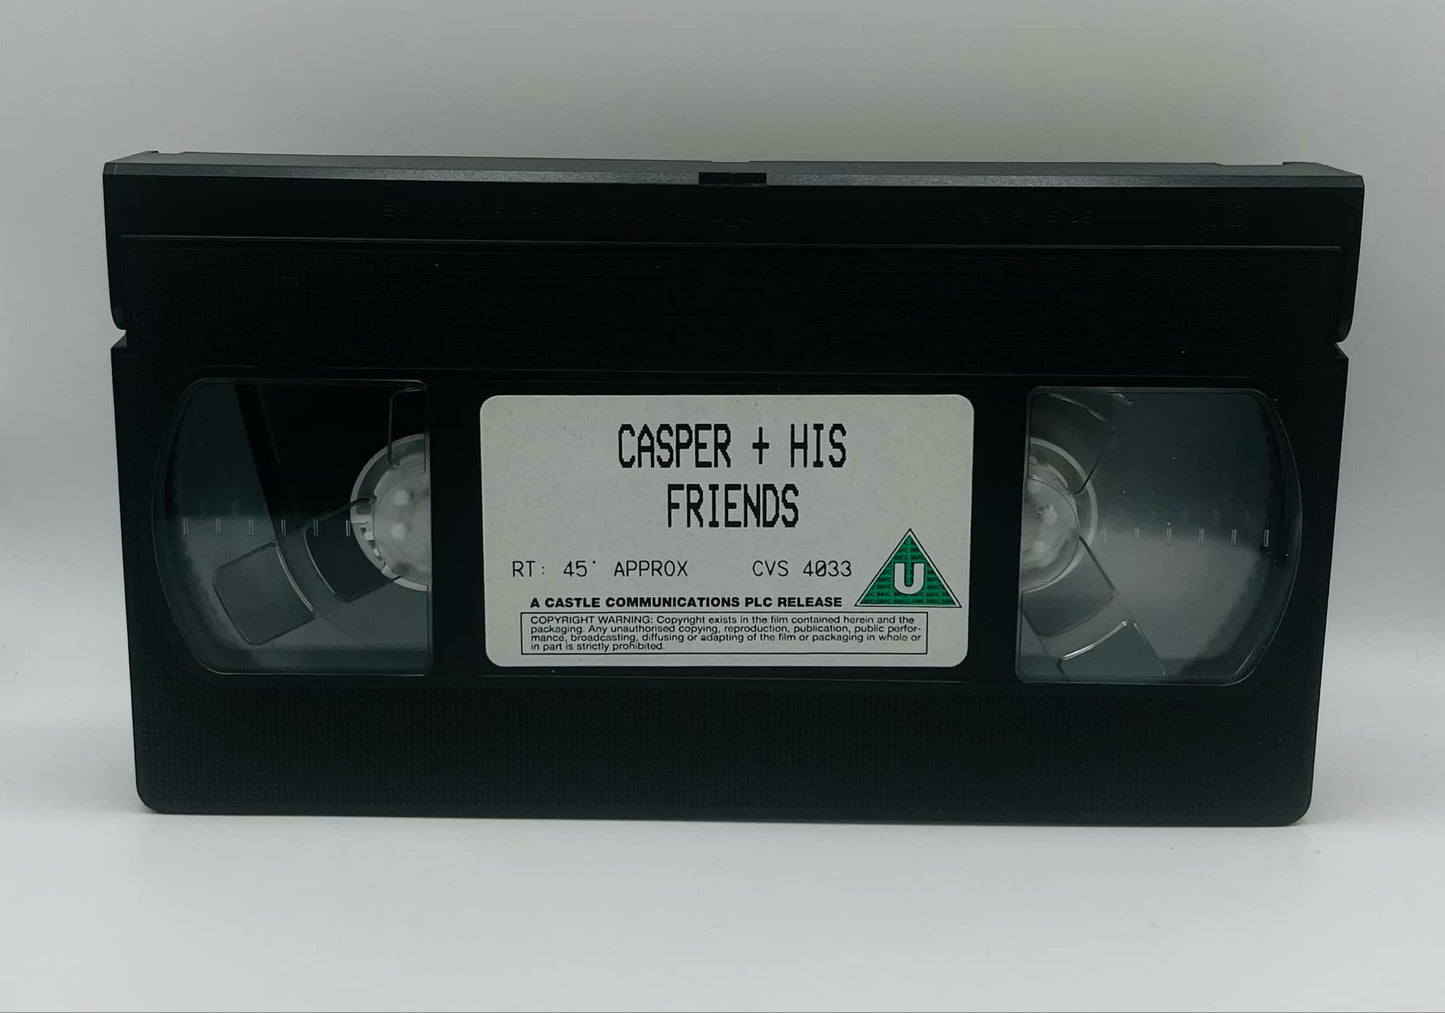 CASPER + HIS
FRIENDS
RT: 45' APPROX CVS 4033
U
A CASTLE COMMUNICATIONS PLC RELEASE
COPYRIGHT WARNING: Copyright exists in the film contained herein and the
packaging. Any unauthorised copying, reproduction, publication, public perfor-
mance, broadcasting, diffusing or adapting of the film or packaging in whole or
in part is strictly prohibited.